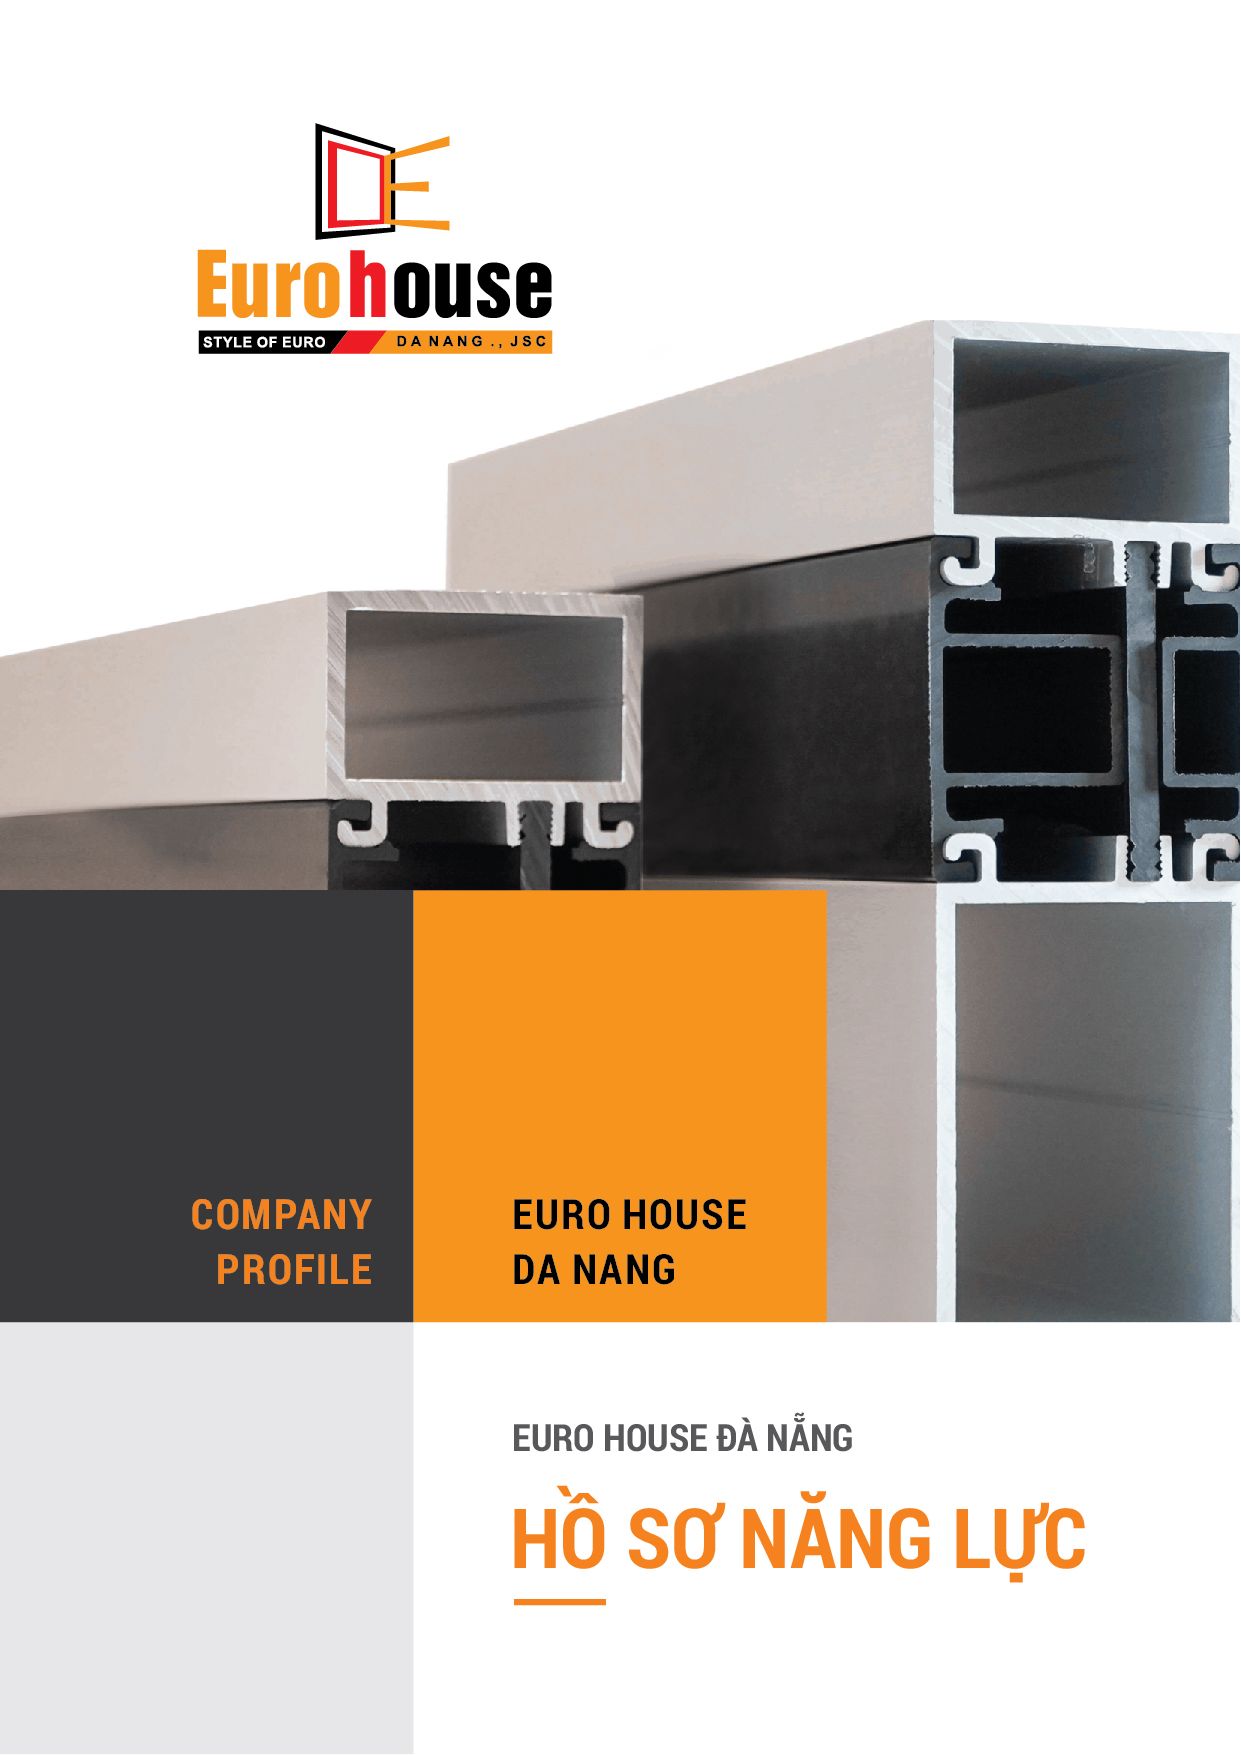 Eurohouse
STYLE OF EURO DA NANG ., JSC
COMPANY
PROFILE
EURO HOUSE
DA NANG
EURO HOUSE ĐÀ NẴNG
HỒ SƠ NĂNG LỰC